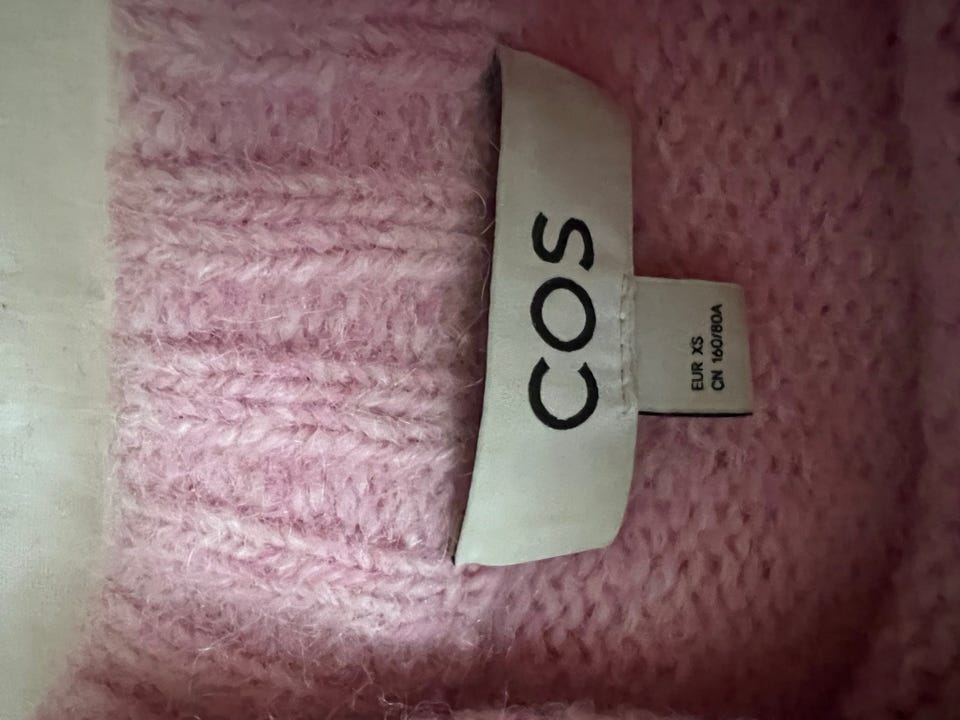 COS
EUR XS
CN 160/80A